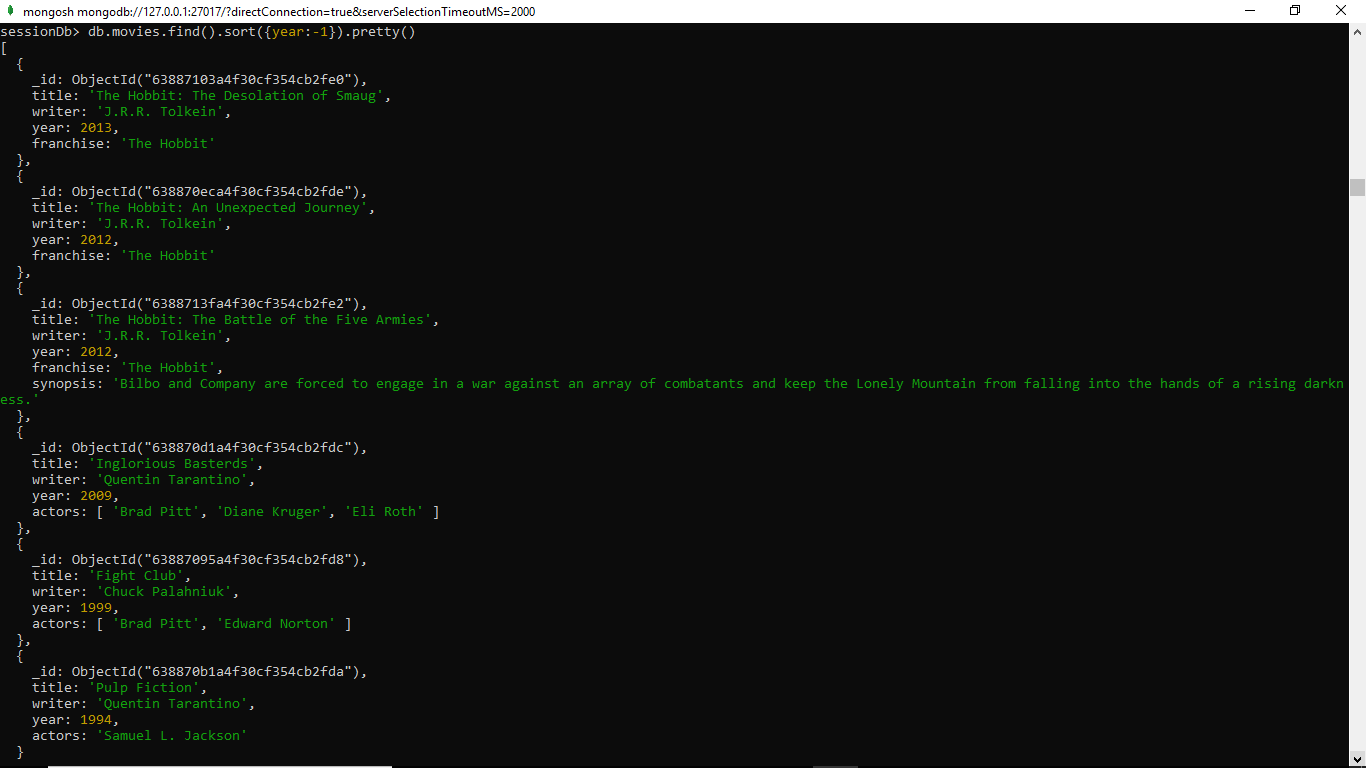 mongosh mongodb://127.0.0.1:27017/?directConnection=true&serverSelectionTimeoutMS=2000
sessionDb> db.movies.find().sort({year:-1}).pretty()
[
  {
    _id: ObjectId("63887103a4f30cf354cb2fe0"),
    title: 'The Hobbit: The Desolation of Smaug',
    writer: 'J.R.R. Tolkein',
    year: 2013,
    franchise: 'The Hobbit'
  },
  {
    _id: ObjectId("638870eca4f30cf354cb2fde"),
    title: 'The Hobbit: An Unexpected Journey',
    writer: 'J.R.R. Tolkein',
    year: 2012,
    franchise: 'The Hobbit'
  },
  {
    _id: ObjectId("6388713fa4f30cf354cb2fe2"),
    title: 'The Hobbit: The Battle of the Five Armies',
    writer: 'J.R.R. Tolkein',
    year: 2012,
    franchise: 'The Hobbit',
    synopsis: 'Bilbo and Company are forced to engage in a war against an array of combatants and keep the Lonely Mountain from falling into the hands of a rising darkn
ess.'
  },
  {
    _id: ObjectId("638870d1a4f30cf354cb2fdc"),
    title: 'Inglorious Basterds',
    writer: 'Quentin Tarantino',
    year: 2009,
    actors: [ 'Brad Pitt', 'Diane Kruger', 'Eli Roth' ]
  },
  {
    _id: ObjectId("63887095a4f30cf354cb2fd8"),
    title: 'Fight Club',
    writer: 'Chuck Palahniuk',
    year: 1999,
    actors: [ 'Brad Pitt', 'Edward Norton' ]
  },
  {
    _id: ObjectId("638870b1a4f30cf354cb2fda"),
    title: 'Pulp Fiction',
    writer: 'Quentin Tarantino',
    year: 1994,
    actors: 'Samuel L. Jackson'
  }